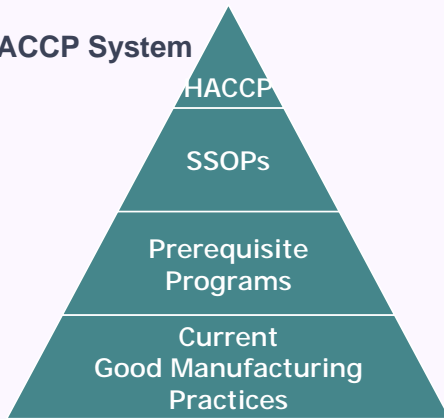 ACCP System
HACCP
SSOPs
Prerequisite
Programs
Current
Good Manufacturing
Practices